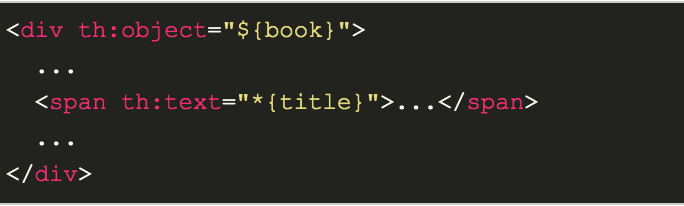 <div th:object="${book}">
...
<span th:text="*{title}">...</span>
...
</div>